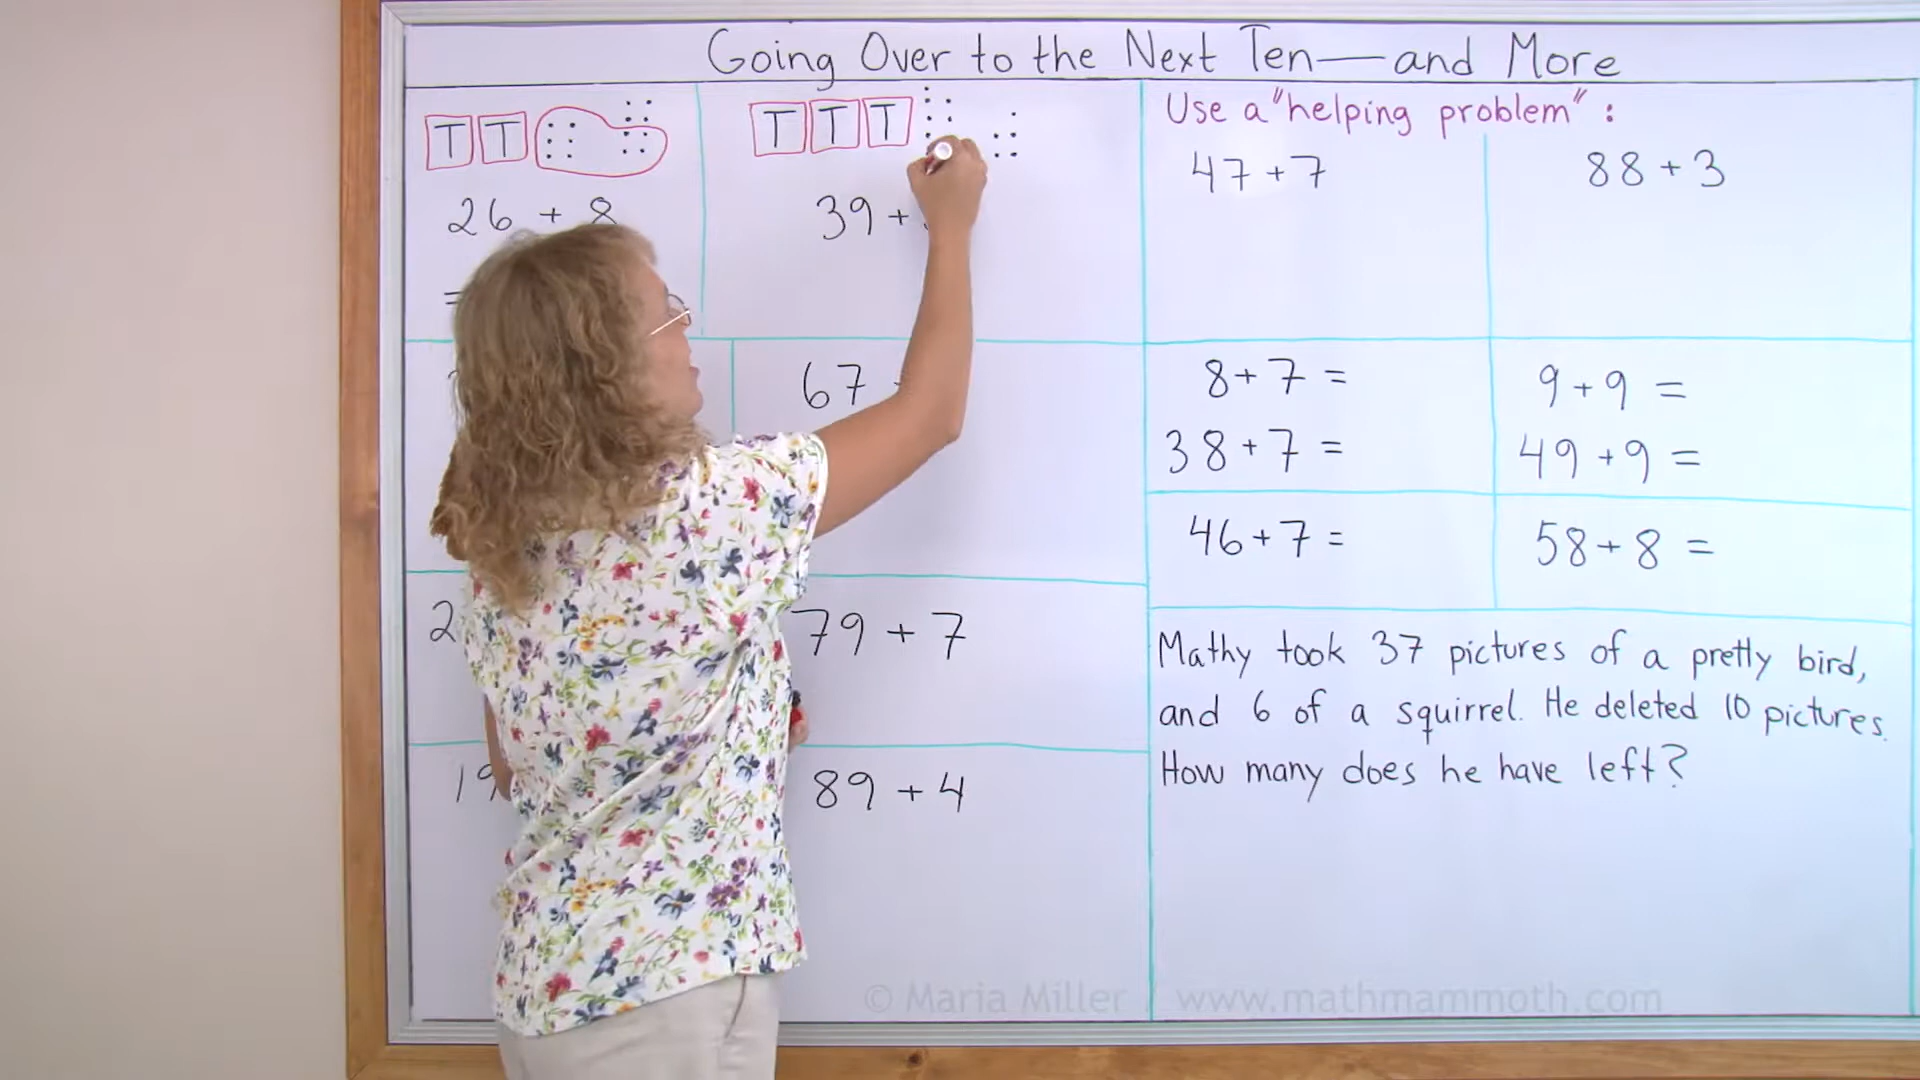 Going Over to the Next Ten—and More
T T
T T T
26 + 8
39 +
=
67
2
79 + 7
19
89 + 4
Use a "helping problem" :
47 + 7
88 + 3
8 + 7 =
9 + 9 =
38 + 7 =
49 + 9 =
46 + 7 =
58 + 8 =
Mathy took 37 pictures of a pretty bird,
and 6 of a squirrel. He deleted 10 pictures.
How many does he have left?
© Maria Miller / www.mathmammoth.com